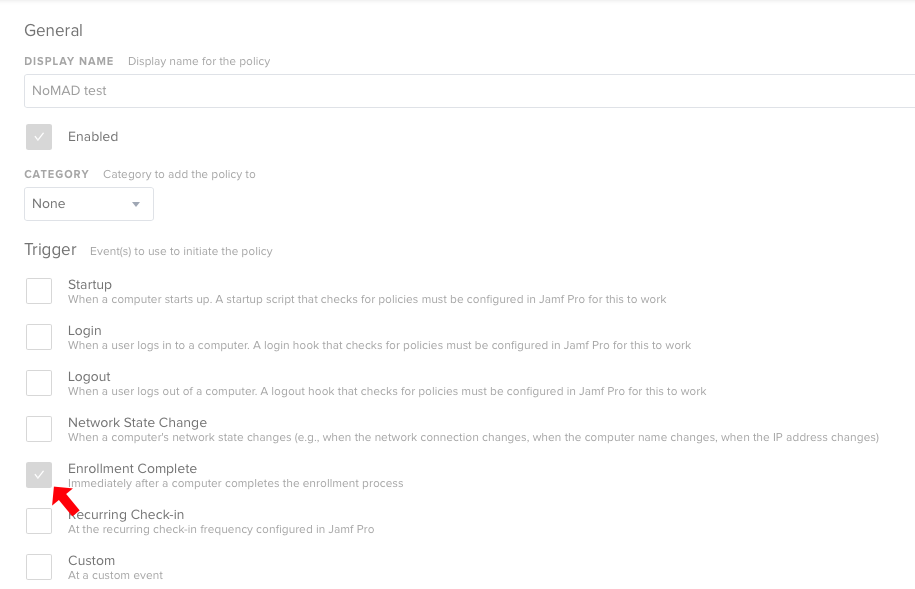 General
DISPLAY NAME Display name for the policy
NoMAD test
Enabled
CATEGORY Category to add the policy to
None
Trigger Event(s) to use to initiate the policy
Startup
When a computer starts up. A startup script that checks for policies must be configured in Jamf Pro for this to work
Login
When a user logs in to a computer. A login hook that checks for policies must be configured in Jamf Pro for this to work
Logout
When a user logs out of a computer. A logout hook that checks for policies must be configured in Jamf Pro for this to work
Network State Change
When a computer's network state changes (e.g., when the network connection changes, when the computer name changes, when the IP address changes)
Enrollment Complete
Immediately after a computer completes the enrollment process
Recurring Check-in
At the recurring check-in frequency configured in Jamf Pro
Custom
At a custom event